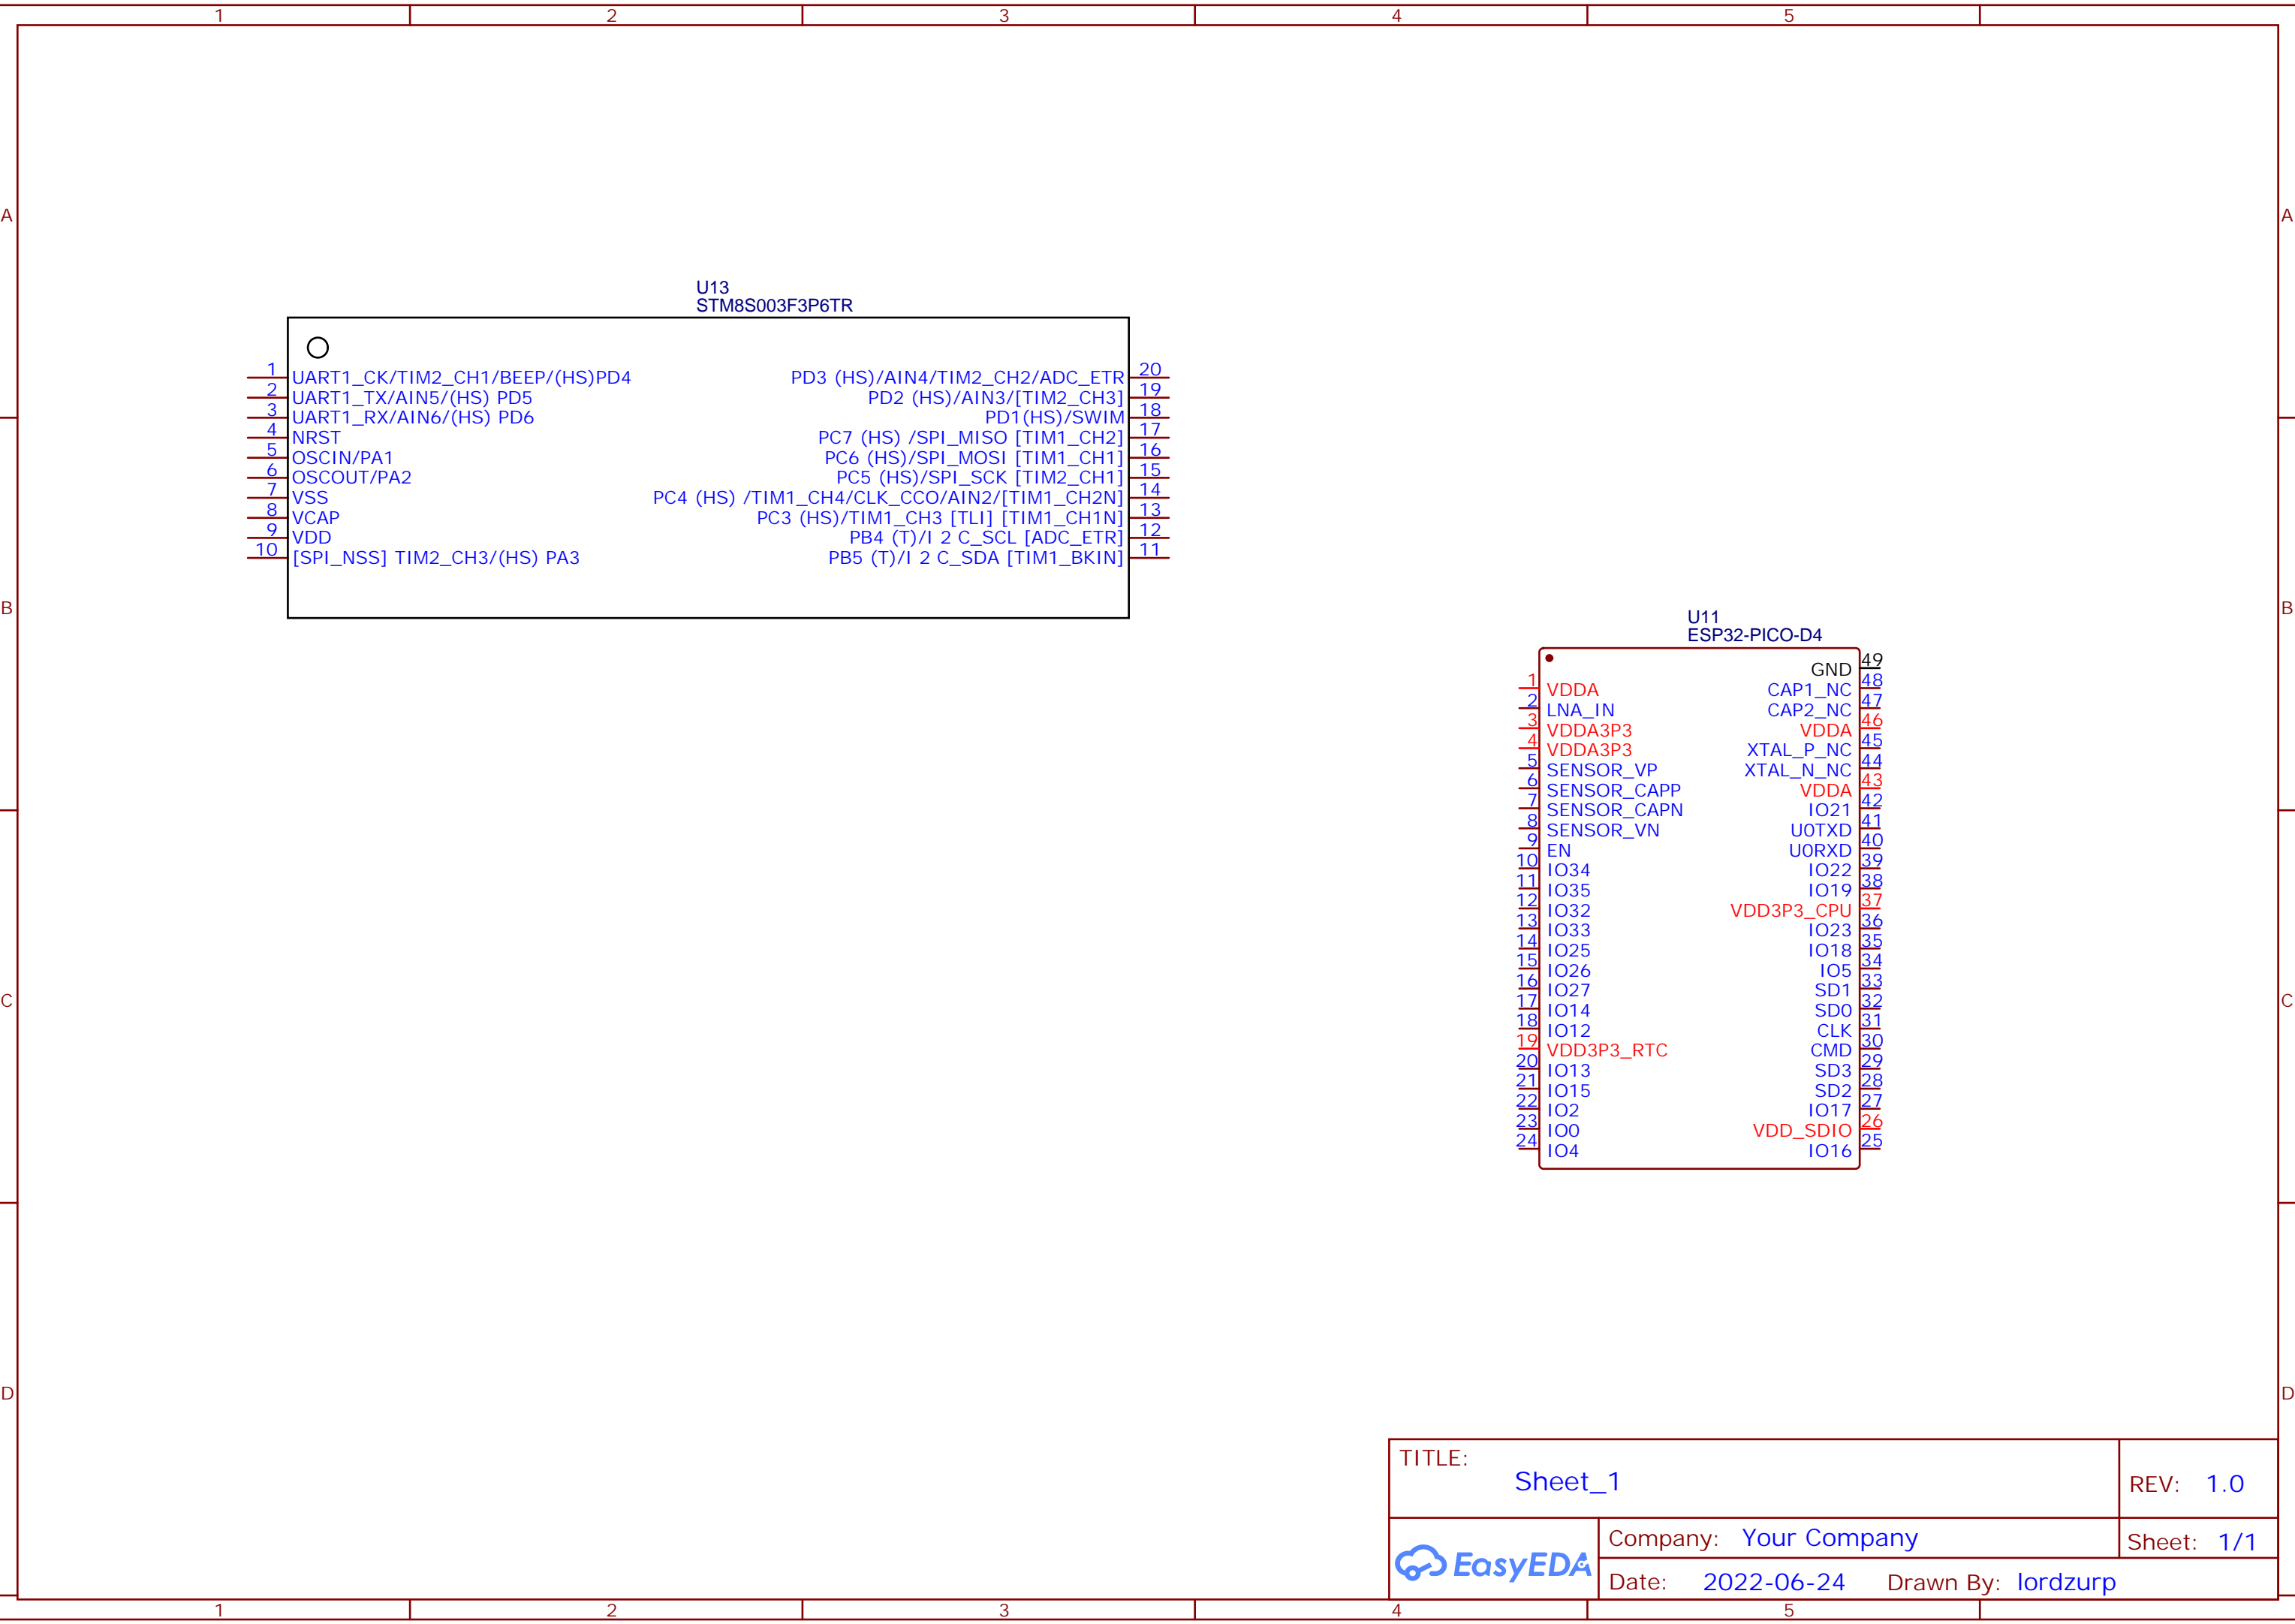 1 2 3 4 5
A A
U13
STM8S003F3P6TR
1 UART1_CK/TIM2_CH1/BEEP/(HS)PD4 PD3 (HS)/AIN4/TIM2_CH2/ADC_ETR 20
2 UART1_TX/AIN5/(HS) PD5 PD2 (HS)/AIN3/[TIM2_CH3] 19
3 UART1_RX/AIN6/(HS) PD6 PD1(HS)/SWIM 18
4 NRST PC7 (HS) /SPI_MISO [TIM1_CH2] 17
5 OSCIN/PA1 PC6 (HS)/SPI_MOSI [TIM1_CH1] 16
6 OSCOUT/PA2 PC5 (HS)/SPI_SCK [TIM2_CH1] 15
7 VSS PC4 (HS) /TIM1_CH4/CLK_CCO/AIN2/[TIM1_CH2N] 14
8 VCAP PC3 (HS)/TIM1_CH3 [TLI] [TIM1_CH1N] 13
9 VDD PB4 (T)/I 2 C_SCL [ADC_ETR] 12
10 [SPI_NSS] TIM2_CH3/(HS) PA3 PB5 (T)/I 2 C_SDA [TIM1_BKIN] 11
B B
U11
ESP32-PICO-D4
GND 49
1 VDDA CAP1_NC 48
2 LNA_IN CAP2_NC 47
3 VDDA3P3 VDDA 46
4 VDDA3P3 XTAL_P_NC 45
5 SENSOR_VP XTAL_N_NC 44
6 SENSOR_CAPP VDDA 43
7 SENSOR_CAPN IO21 42
8 SENSOR_VN U0TXD 41
9 EN U0RXD 40
10 IO34 IO22 39
11 IO35 IO19 38
12 IO32 VDD3P3_CPU 37
13 IO33 IO23 36
14 IO25 IO18 35
15 IO26 IO5 34
16 IO27 SD1 33
17 IO14 SD0 32
18 IO12 CLK 31
19 VDD3P3_RTC CMD 30
20 IO13 SD3 29
21 IO15 SD2 28
22 IO2 IO17 27
23 IO0 VDD_SDIO 26
24 IO4 IO16 25
C C
D D
TITLE:
Sheet_1
REV: 1.0
EasyEDA
Company: Your Company
Sheet: 1/1
Date: 2022-06-24 Drawn By: lordzurp
1 2 3 4 5